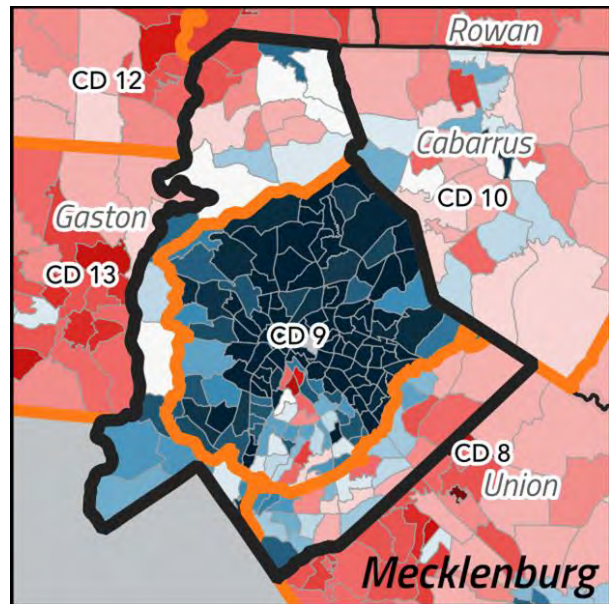 Rowan
CD 12
Cabarrus
CD 10
Gaston
CD 13
CD 9
CD 8
Union
Mecklenburg